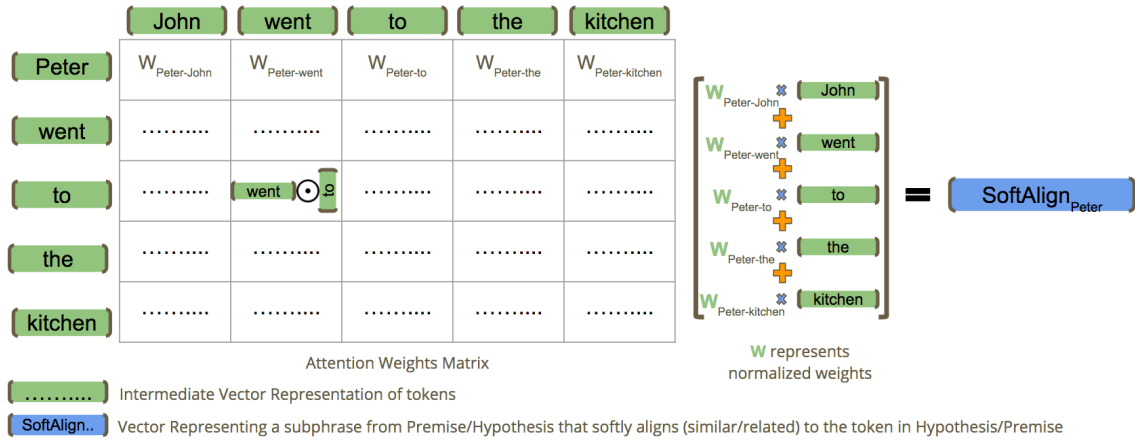 John went to the kitchen
Peter W Peter-John W Peter-went W Peter-to W Peter-the W Peter-kitchen
went ............. ............. ............. ............. .............
to ............. went to ............. ............. .............
the ............. ............. ............. ............. .............
kitchen ............. ............. ............. ............. .............
Attention Weights Matrix
W Peter-John × John
+
W Peter-went × went
+
W Peter-to × to
+
W Peter-the × the
+
W Peter-kitchen × kitchen
= SoftAlign Peter
W represents
normalized weights
............. Intermediate Vector Representation of tokens
SoftAlign.. Vector Representing a subphrase from Premise/Hypothesis that softly aligns (similar/related) to the token in Hypothesis/Premise